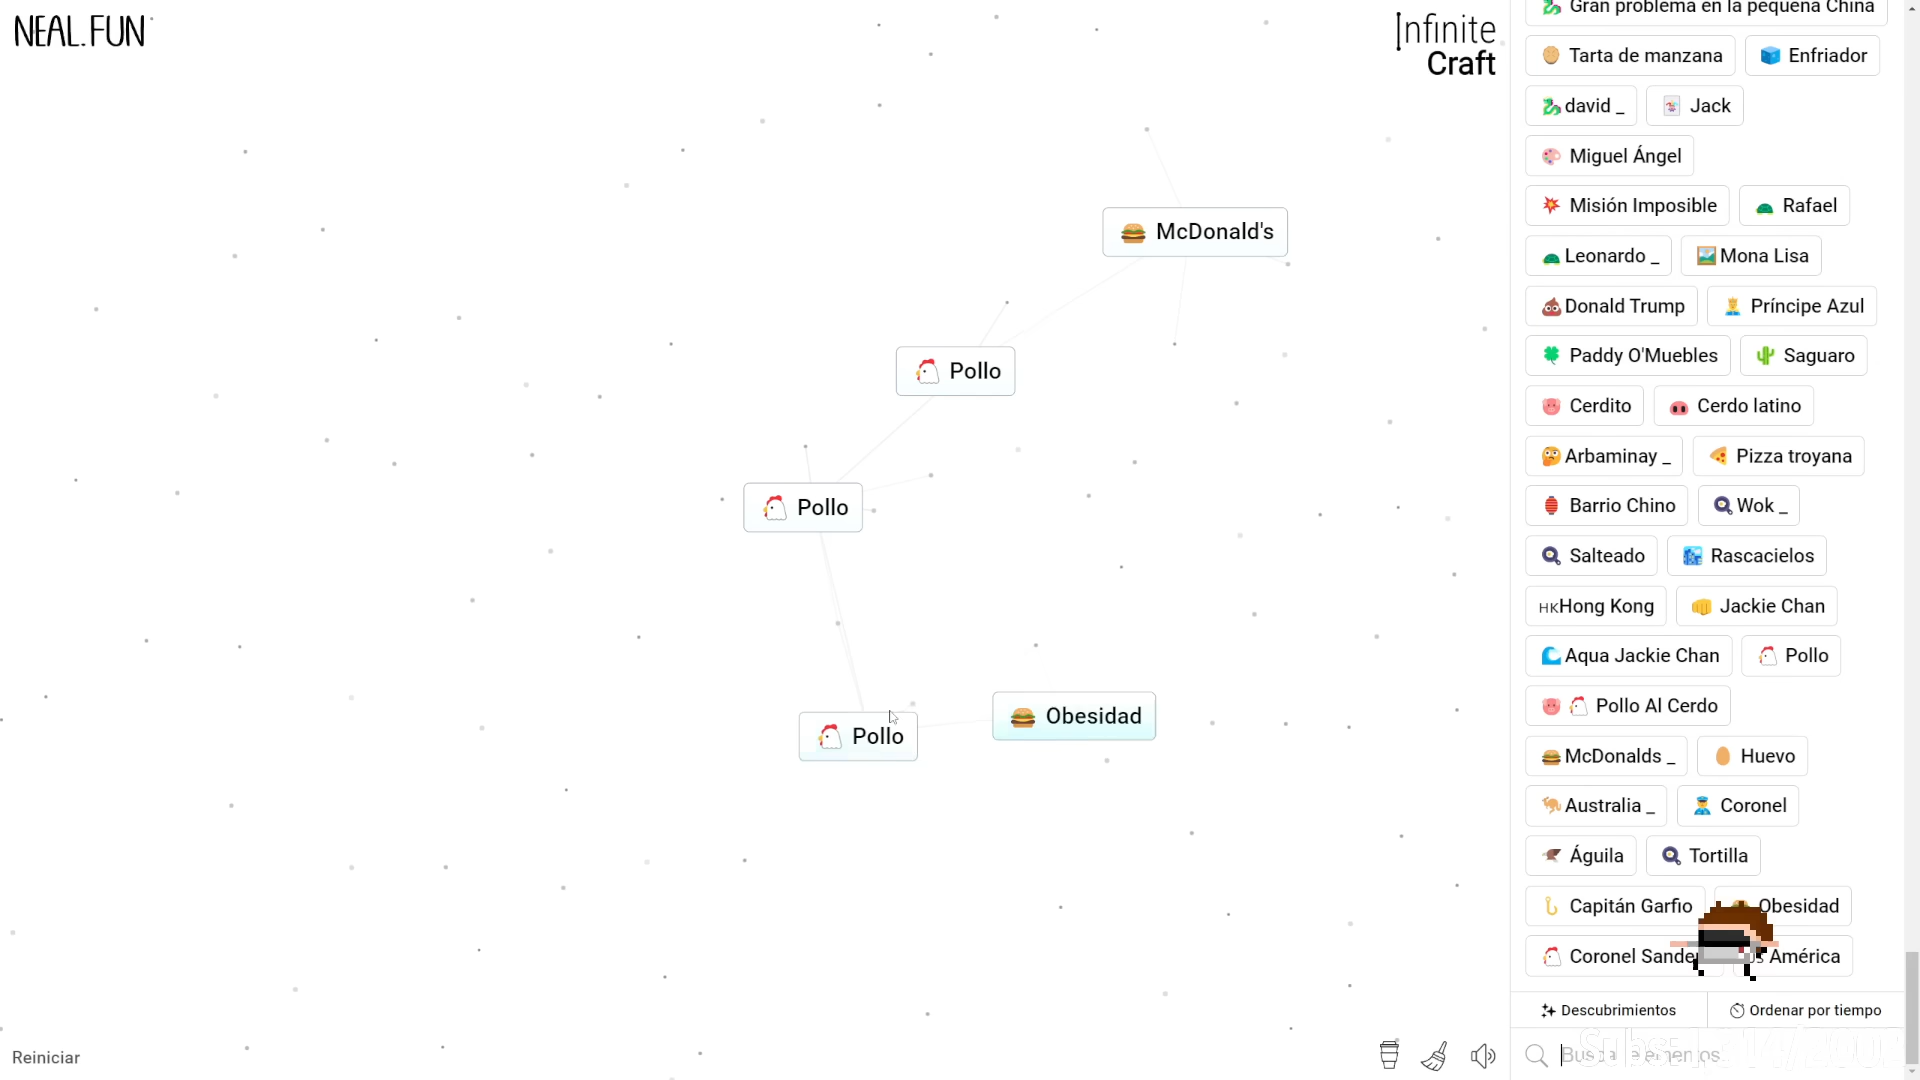 NEAL.FUN
Infinite
Craft
McDonald's
Pollo
Pollo
Pollo
Obesidad
Reiniciar
Gran problema en la pequeña China
Tarta de manzana Enfriador
david _ Jack
Miguel Ángel
Misión Imposible Rafael
Leonardo _ Mona Lisa
Donald Trump Príncipe Azul
Paddy O'Muebles Saguaro
Cerdito Cerdo latino
Arbaminay _ Pizza troyana
Barrio Chino Wok _
Salteado Rascacielos
HK Hong Kong Jackie Chan
Aqua Jackie Chan Pollo
Pollo Al Cerdo
McDonalds _ Huevo
Australia _ Coronel
Águila Tortilla
Capitán Garfio Obesidad
Coronel América
Descubrimientos Ordenar por tiempo